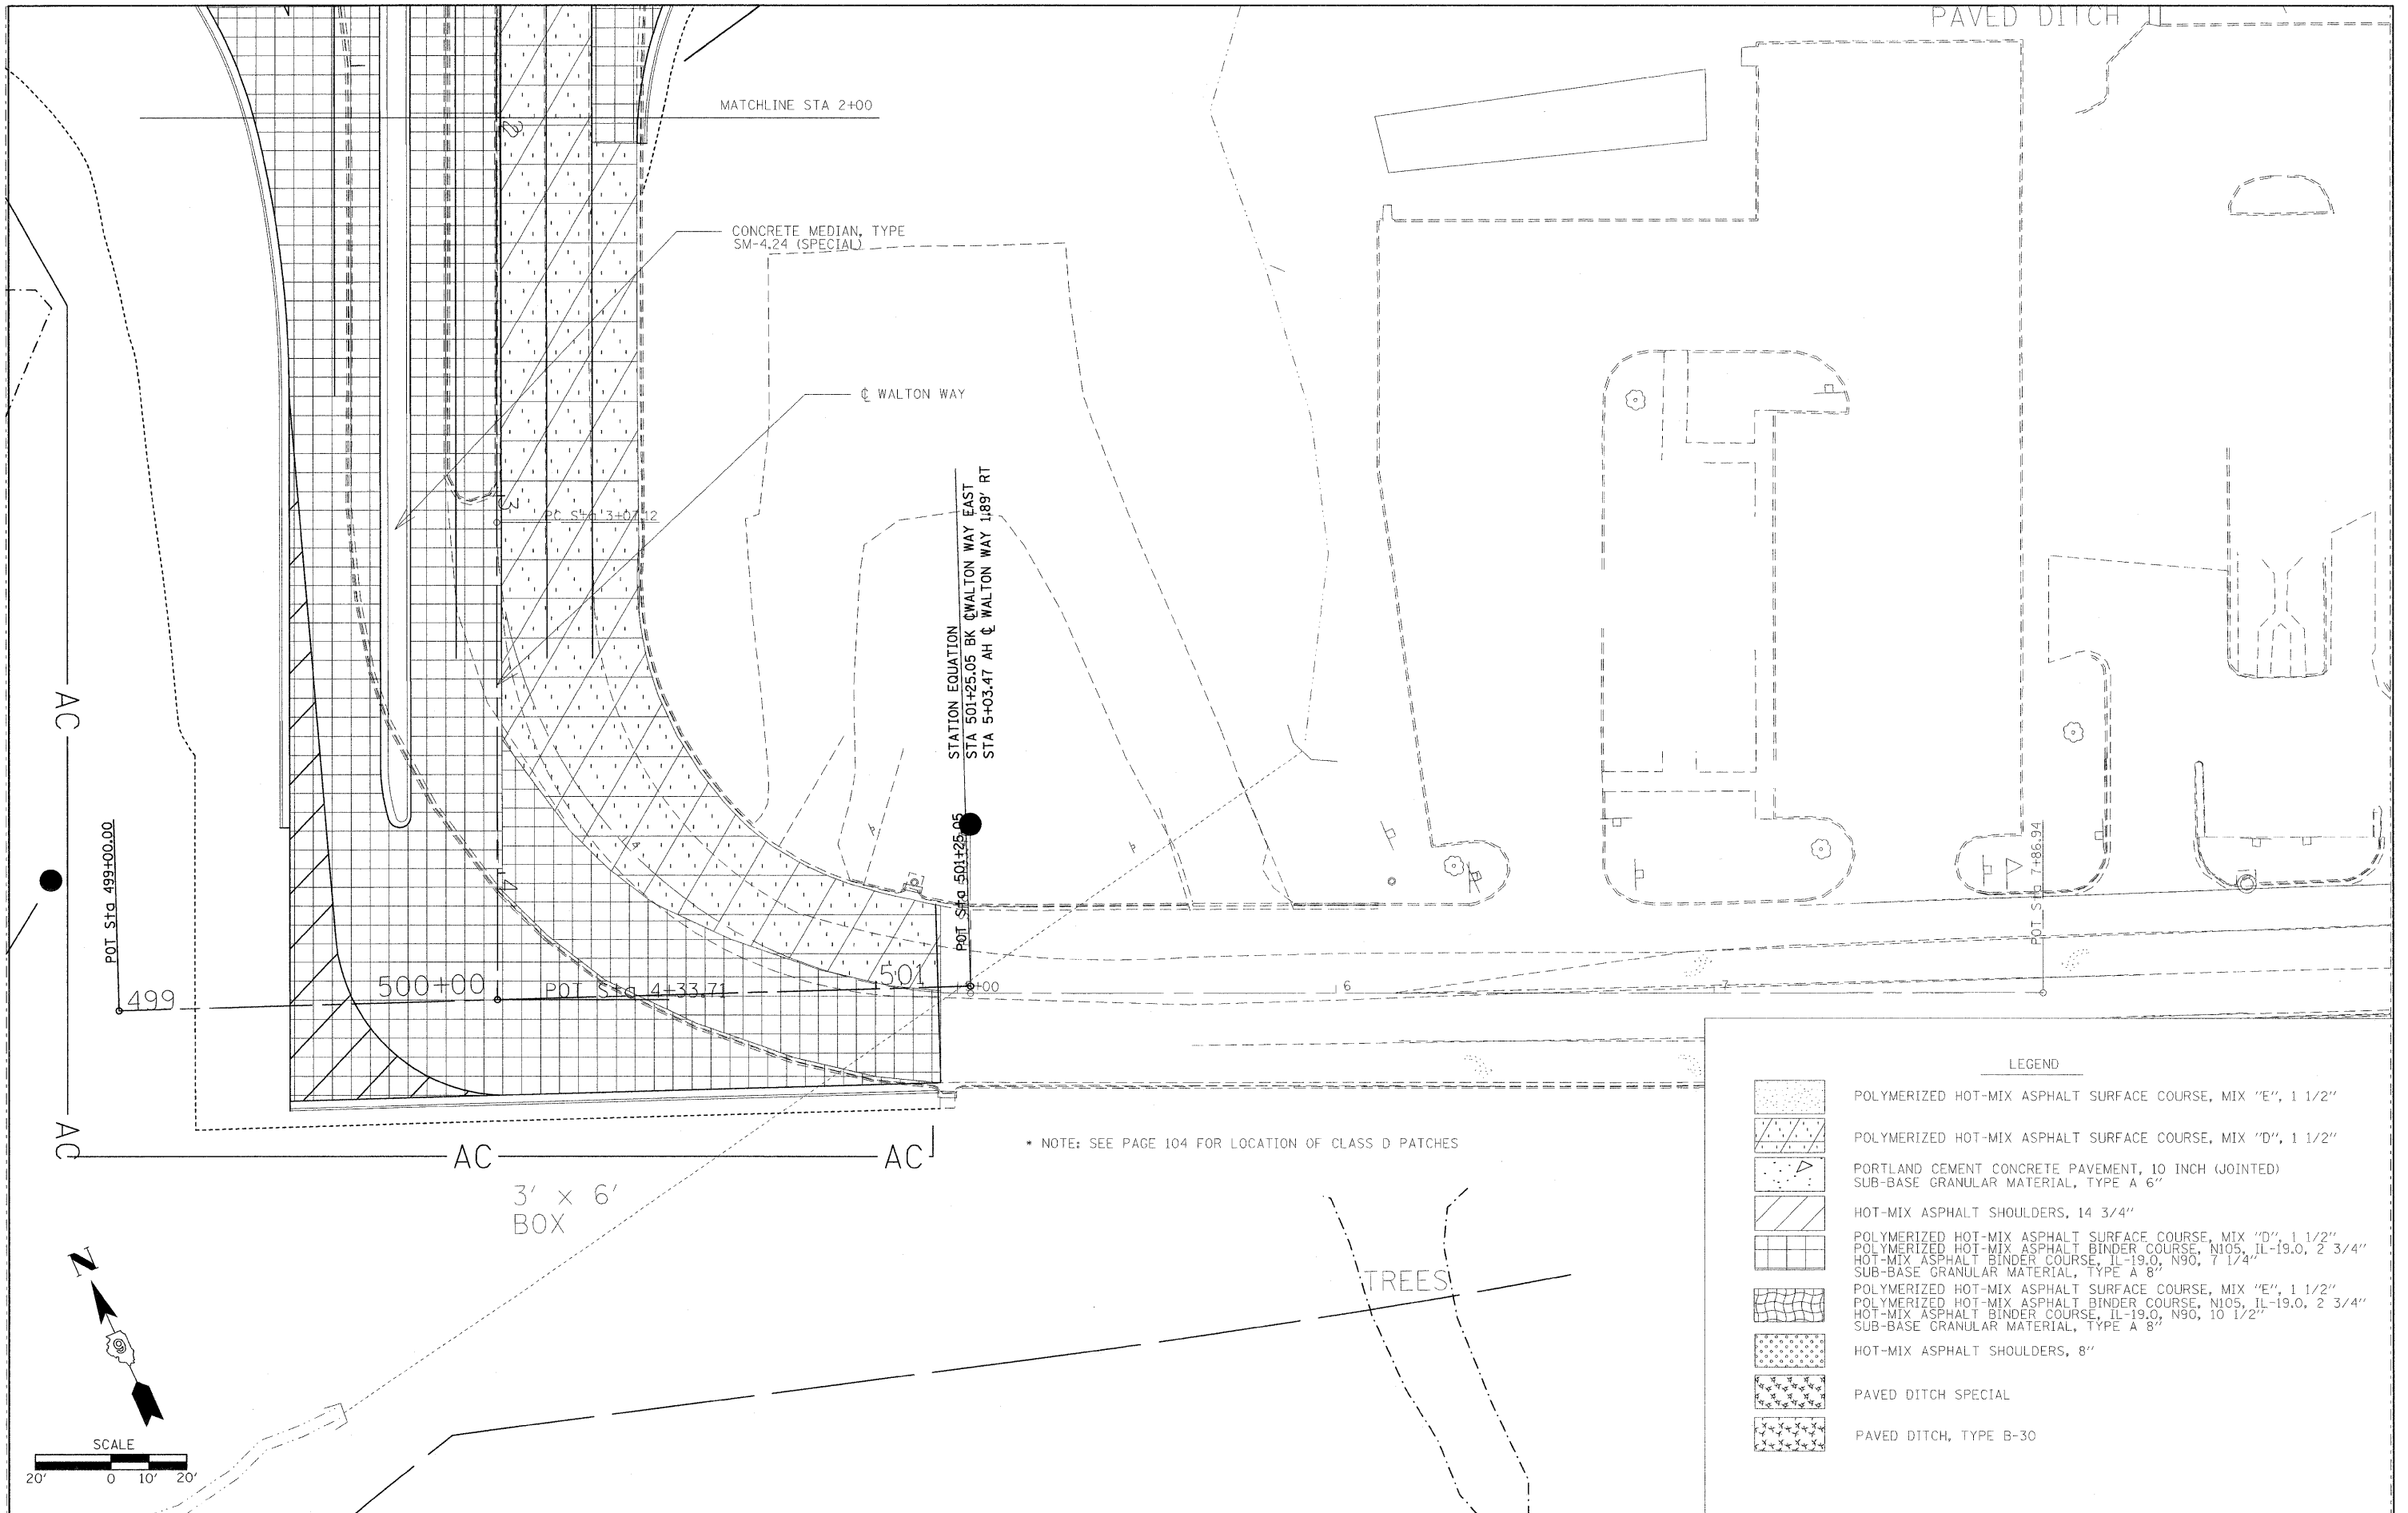 PAVED DITCH
MATCHLINE STA 2+00
2
CONCRETE MEDIAN, TYPE
SM-4.24 (SPECIAL)
℄ WALTON WAY
3
PC Sta 3+07.12
STATION EQUATION
STA 501+25.05 BK ℄WALTON WAY EAST
STA 5+03.47 AH ℄ WALTON WAY 1.89' RT
POT Sta 501+25.05
POT Sta 499+00.00
POT Sta 7+86.94
4
499
500+00
POT Sta 4+33.71
501
+00
6
7
AC
AC
AC
AC
* NOTE: SEE PAGE 104 FOR LOCATION OF CLASS D PATCHES
3' x 6'
BOX
TREES
N
SCALE
20' 0 10' 20'
LEGEND
POLYMERIZED HOT-MIX ASPHALT SURFACE COURSE, MIX "E", 1 1/2"
POLYMERIZED HOT-MIX ASPHALT SURFACE COURSE, MIX "D", 1 1/2"
PORTLAND CEMENT CONCRETE PAVEMENT, 10 INCH (JOINTED)
SUB-BASE GRANULAR MATERIAL, TYPE A 6"
HOT-MIX ASPHALT SHOULDERS, 14 3/4"
POLYMERIZED HOT-MIX ASPHALT SURFACE COURSE, MIX "D", 1 1/2"
POLYMERIZED HOT-MIX ASPHALT BINDER COURSE, N105, IL-19.0, 2 3/4"
HOT-MIX ASPHALT BINDER COURSE, IL-19.0, N90, 7 1/4"
SUB-BASE GRANULAR MATERIAL, TYPE A 8"
POLYMERIZED HOT-MIX ASPHALT SURFACE COURSE, MIX "E", 1 1/2"
POLYMERIZED HOT-MIX ASPHALT BINDER COURSE, N105, IL-19.0, 2 3/4"
HOT-MIX ASPHALT BINDER COURSE, IL-19.0, N90, 10 1/2"
SUB-BASE GRANULAR MATERIAL, TYPE A 8"
HOT-MIX ASPHALT SHOULDERS, 8"
PAVED DITCH SPECIAL
PAVED DITCH, TYPE B-30